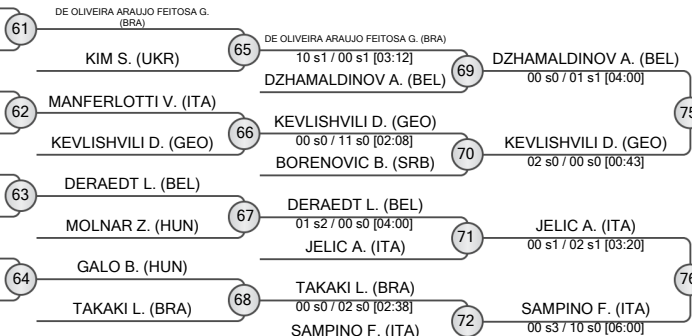 61
DE OLIVEIRA ARAUJO FEITOSA G.
(BRA)
KIM S. (UKR)
62
MANFERLOTTI V. (ITA)
KEVLISHVILI D. (GEO)
63
DERAEDT L. (BEL)
MOLNAR Z. (HUN)
64
GALO B. (HUN)
TAKAKI L. (BRA)
65
DE OLIVEIRA ARAUJO FEITOSA G. (BRA)
10 s1 / 00 s1 [03:12]
DZHAMALDINOV A. (BEL)
66
KEVLISHVILI D. (GEO)
00 s0 / 11 s0 [02:08]
BORENOVIC B. (SRB)
67
DERAEDT L. (BEL)
01 s2 / 00 s0 [04:00]
JELIC A. (ITA)
68
TAKAKI L. (BRA)
00 s0 / 02 s0 [02:38]
SAMPINO F. (ITA)
69
DZHAMALDINOV A. (BEL)
00 s0 / 01 s1 [04:00]
70
KEVLISHVILI D. (GEO)
02 s0 / 00 s0 [00:43]
71
JELIC A. (ITA)
00 s1 / 02 s1 [03:20]
72
SAMPINO F. (ITA)
00 s3 / 10 s0 [06:00]
75
76